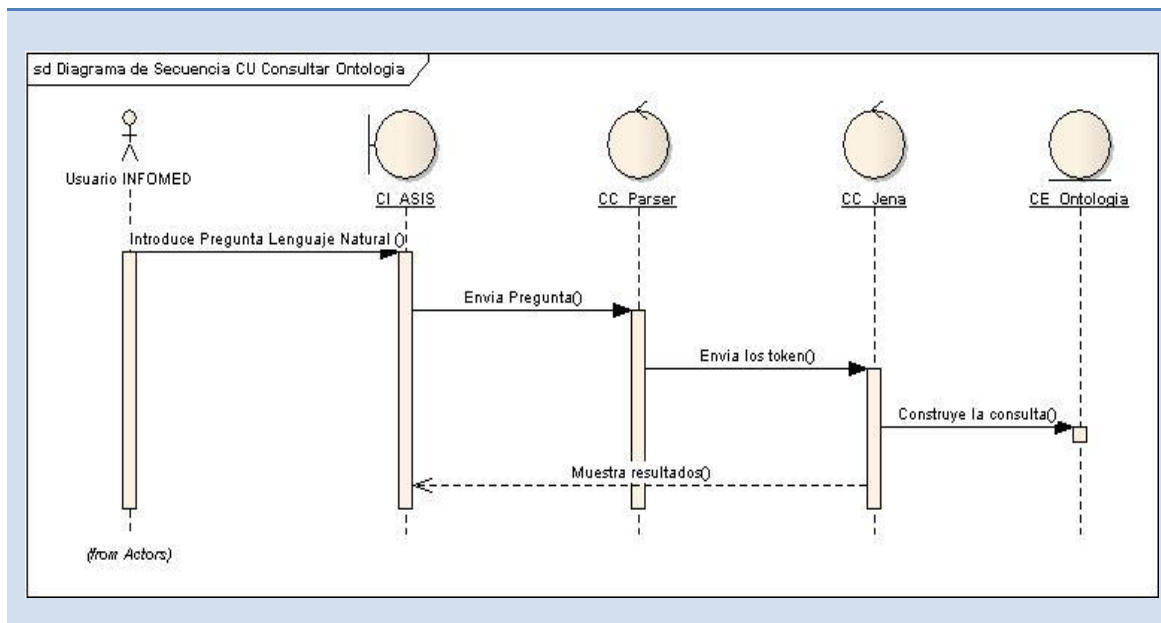 sd Diagrama de Secuencia CU Consultar Ontologia
Usuario INFOMED
CI_ASIS
CC_Parser
CC_Jena
CE_Ontologia
Introduce Pregunta Lenguaje Natural ()
Envia Pregunta()
Envia los token()
Construye la consulta()
Muestra resultados()
(from Actors)